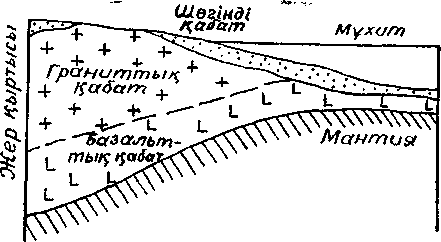 Шөгінді
қабат
Мұхит
Граниттық
қабат
Базальт-
тық қабат
Мантия
Жер қыртысы